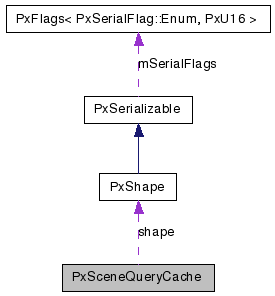 PxFlags< PxSerialFlag::Enum, PxU16 >
mSerialFlags
PxSerializable
PxShape
shape
PxSceneQueryCache